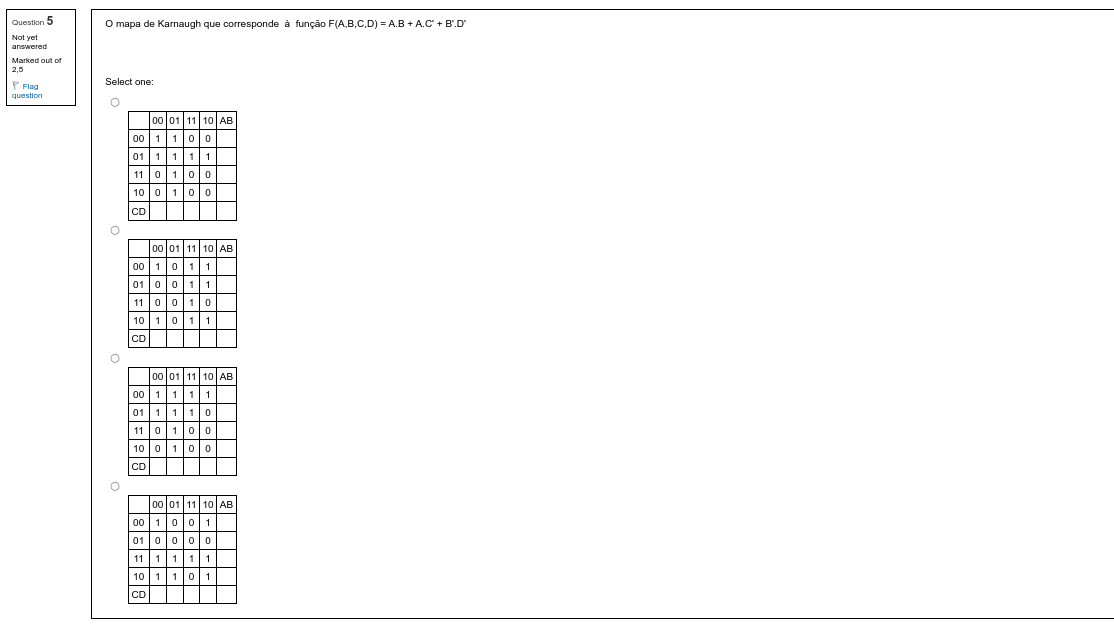 Question 5
Not yet
answered
Marked out of
2,5
Flag
question
O mapa de Karnaugh que corresponde à função F(A,B,C,D) = A.B + A.C' + B'.D'
Select one:
00 01 11 10 AB
00 1 1 0 0
01 1 1 1 1
11 0 1 0 0
10 0 1 0 0
CD
00 01 11 10 AB
00 1 0 1 1
01 0 0 1 1
11 0 0 1 0
10 1 0 1 1
CD
00 01 11 10 AB
00 1 1 1 1
01 1 1 1 0
11 0 1 0 0
10 0 1 0 0
CD
00 01 11 10 AB
00 1 0 0 1
01 0 0 0 0
11 1 1 1 1
10 1 1 0 1
CD